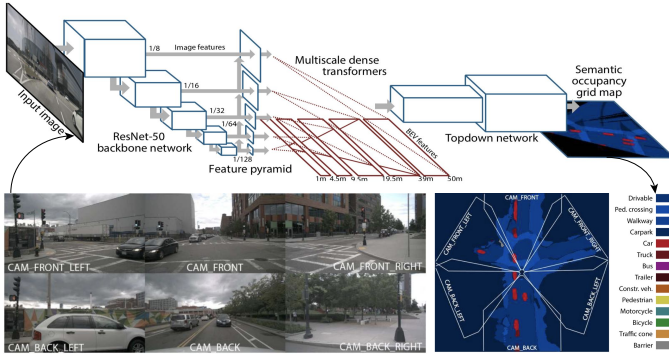 1/8
Image features
1/16
1/32
1/64
1/128
Input image
ResNet-50
backbone network
Feature pyramid
Multiscale dense
transformers
BEV features
1m 4.5m 9.5m 19.5m 39m 50m
Topdown network
Semantic
occupancy
grid map
CAM_FRONT_LEFT
CAM_FRONT
CAM_FRONT_RIGHT
CAM_BACK_LEFT
CAM_BACK
CAM_BACK_RIGHT
CAM_FRONT
CAM_FRONT_LEFT
CAM_FRONT_RIGHT
CAM_BACK_LEFT
CAM_BACK_LEFT
CAM_BACK
Drivable
Ped. crossing
Walkway
Carpark
Car
Truck
Bus
Trailer
Constr. veh.
Pedestrian
Motorcycle
Bicycle
Traffic cone
Barrier